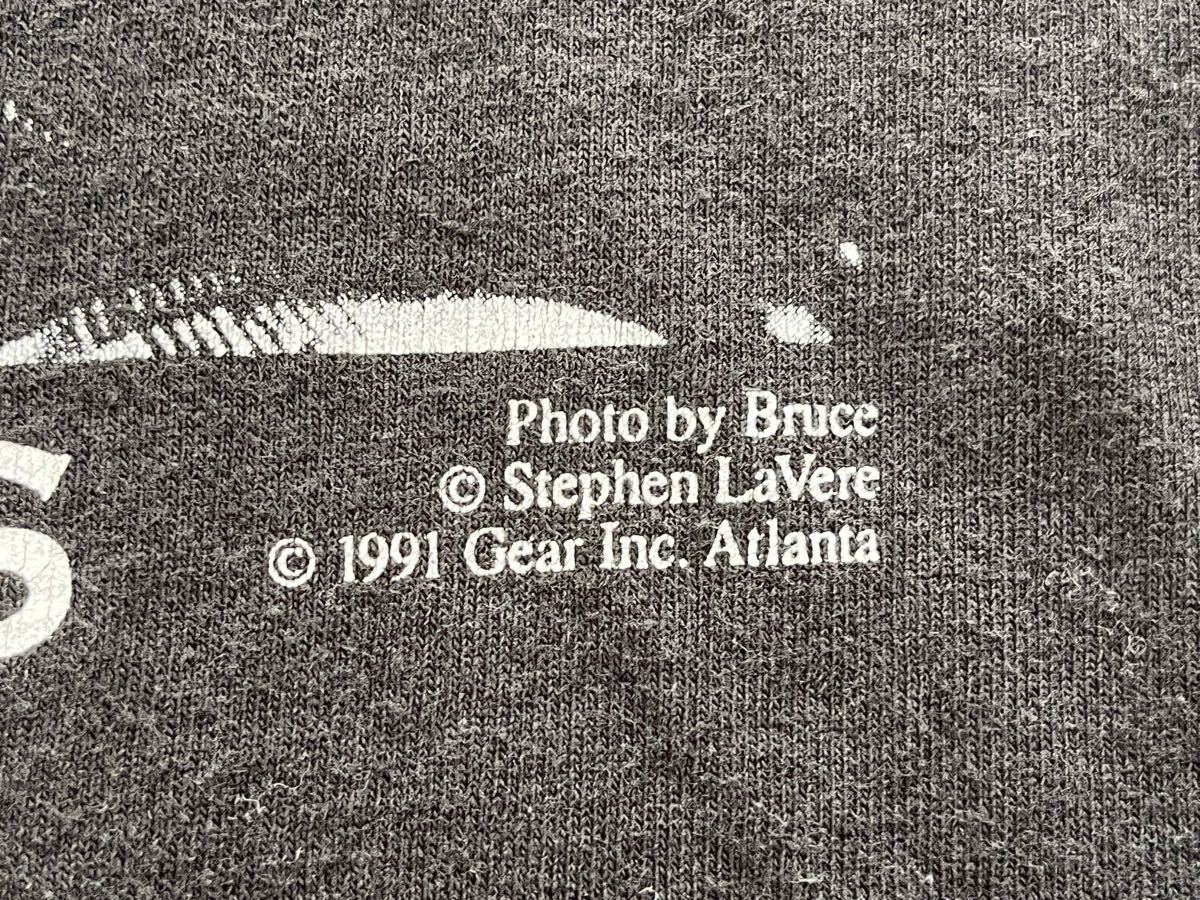 S
Photo by Bruce
© Stephen LaVere
© 1991 Gear Inc. Atlanta